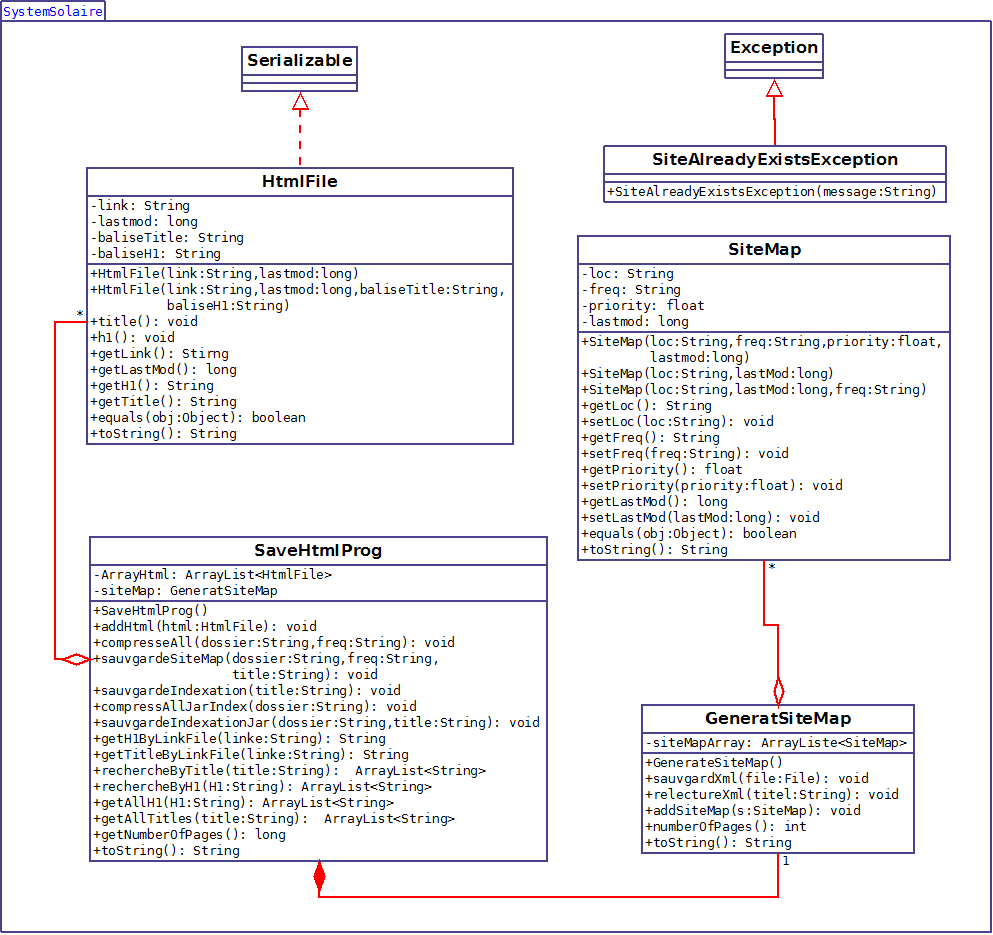 SystemSolaire
Serializable
Exception
SiteAlreadyExistsException
+SiteAlreadyExistsException(message:String)
HtmlFile
-link: String
-lastmod: long
-baliseTitle: String
-baliseH1: String
+HtmlFile(link:String,lastmod:long)
+HtmlFile(link:String,lastmod:long,baliseTitle:String,
baliseH1:String)
+title(): void
+h1(): void
+getLink(): Stirng
+getLastMod(): long
+getH1(): String
+getTitle(): String
+equals(obj:Object): boolean
+toString(): String
*
SiteMap
-loc: String
-freq: String
-priority: float
-lastmod: long
+SiteMap(loc:String,freq:String,priority:float,
lastmod:long)
+SiteMap(loc:String,lastMod:long)
+SiteMap(loc:String,lastMod:long,freq:String)
+getLoc(): String
+setLoc(loc:String): void
+getFreq(): String
+setFreq(freq:String): void
+getPriority(): float
+setPriority(priority:float): void
+getLastMod(): long
+setLastMod(lastMod:long): void
+equals(obj:Object): boolean
+toString(): String
*
SaveHtmlProg
-ArrayHtml: ArrayList<HtmlFile>
-siteMap: GeneratSiteMap
+SaveHtmlProg()
+addHtml(html:HtmlFile): void
+compresseAll(dossier:String,freq:String): void
+sauvgardeSiteMap(dossier:String,freq:String,
title:String): void
+sauvgardeIndexation(title:String): void
+compressAllJarIndex(dossier:String): void
+sauvgardeIndexationJar(dossier:String,title:String): void
+getH1ByLinkFile(linke:String): String
+getTitleByLinkFile(linke:String): String
+rechercheByTitle(title:String):  ArrayList<String>
+rechercheByH1(H1:String): ArrayList<String>
+getAllH1(H1:String): ArrayList<String>
+getAllTitles(title:String):  ArrayList<String>
+getNumberOfPages(): long
+toString(): String
GeneratSiteMap
-siteMapArray: ArrayListe<SiteMap>
+GenerateSiteMap()
+sauvgardXml(file:File): void
+relectureXml(titel:String): void
+addSiteMap(s:SiteMap): void
+numberOfPages(): int
+toString(): String
1